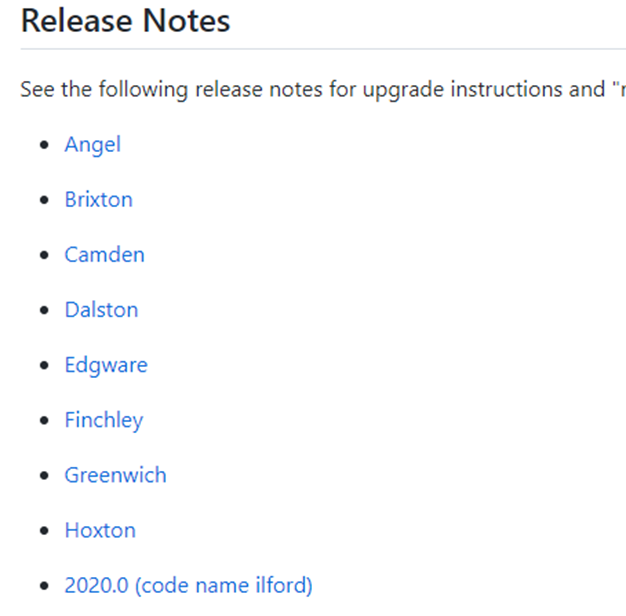 Release Notes
See the following release notes for upgrade instructions and "
Angel
Brixton
Camden
Dalston
Edgware
Finchley
Greenwich
Hoxton
2020.0 (code name ilford)